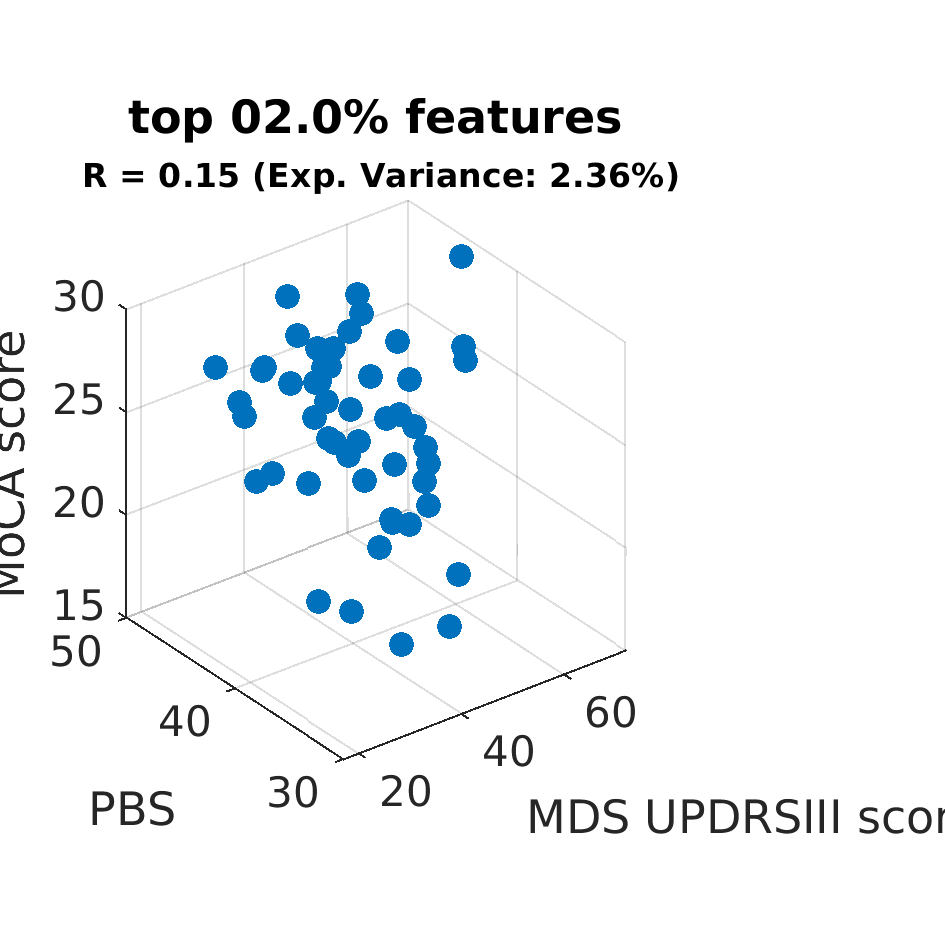 top 02.0% features
R = 0.15 (Exp. Variance: 2.36%)
30
25
20
15
MoCA score
50
40
30
PBS
20
40
60
MDS UPDRSIII scor